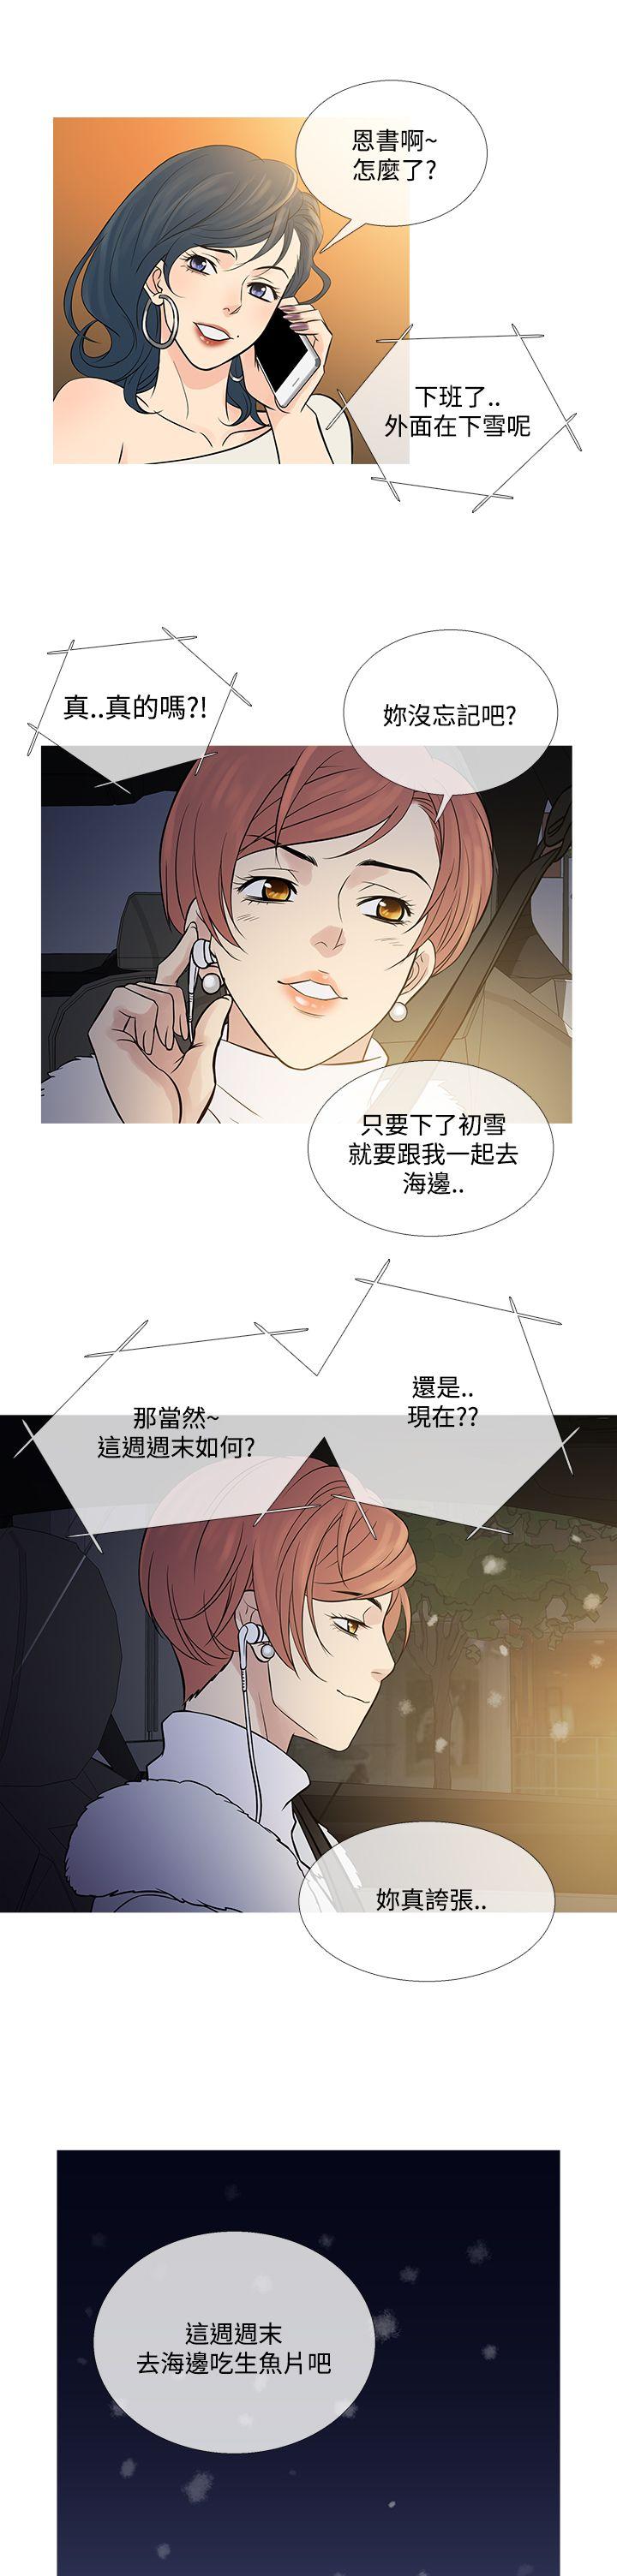 恩書啊~
怎麼了?
下班了..
外面在下雪呢
真..真的嗎?!
妳沒忘記吧?
只要下了初雪
就要跟我一起去
海邊..
那當然~
這週週末如何?
還是..
現在??
妳真誇張..
這週週末
去海邊吃生魚片吧